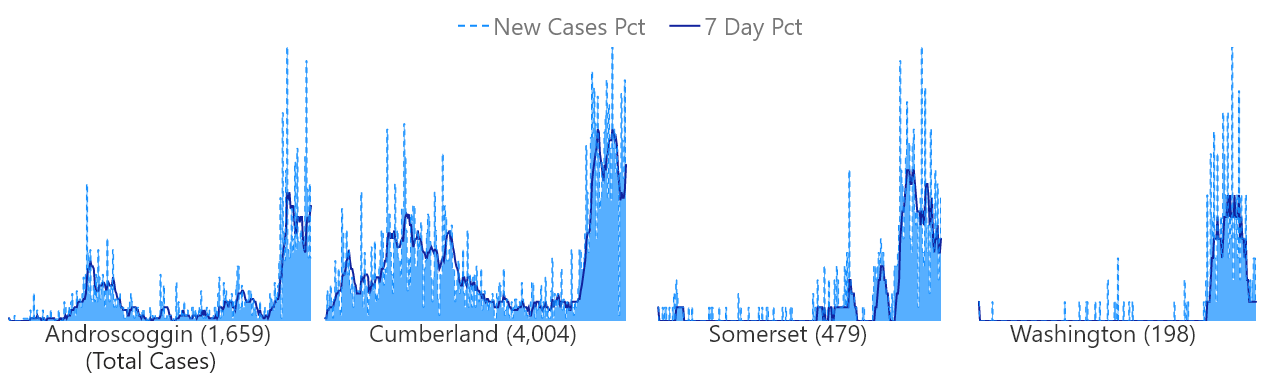 New Cases Pct 7 Day Pct
Androscoggin (1,659) Cumberland (4,004) Somerset (479) Washington (198)
(Total Cases)